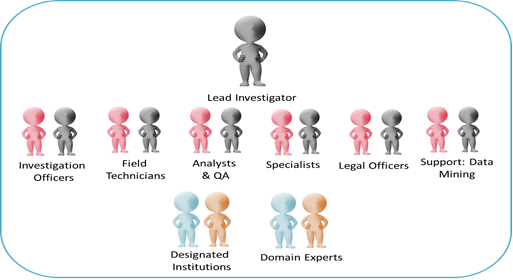 Lead Investigator
Investigation
Officers
Field
Technicians
Analysts
& QA
Specialists
Legal Officers
Support: Data
Mining
Designated
Institutions
Domain Experts